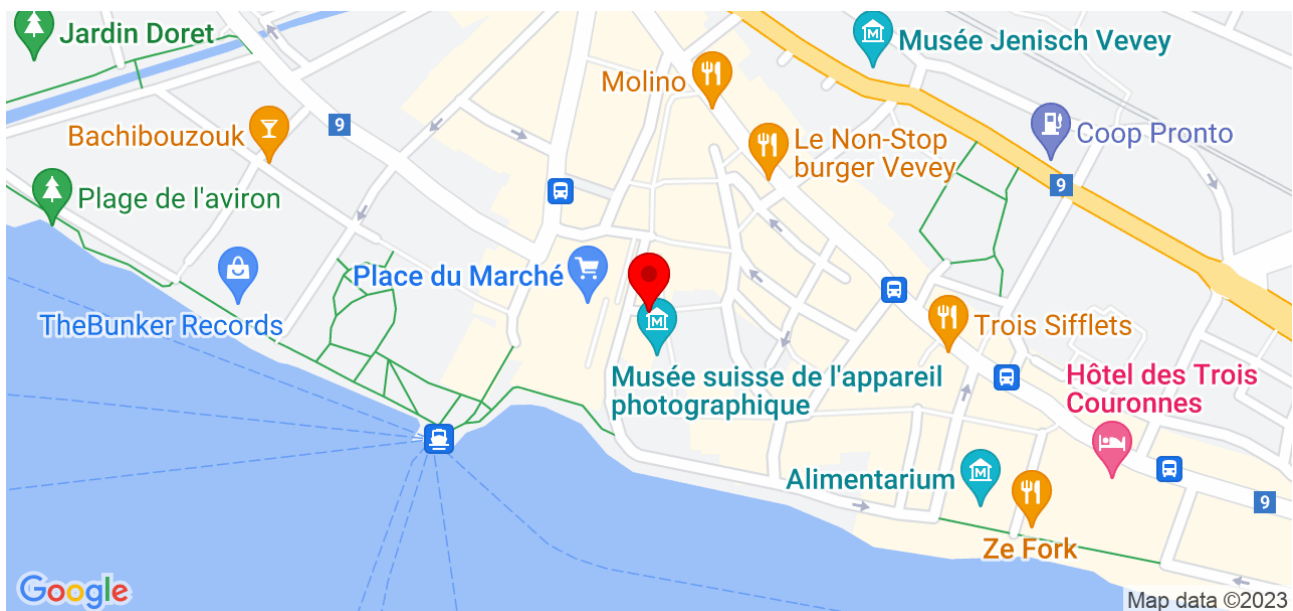 Jardin Doret
Musée Jenisch Vevey
Molino
9
Bachibouzouk
Le Non-Stop
burger Vevey
Coop Pronto
9
Plage de l'aviron
Place du Marché
TheBunker Records
M
M
M
Trois Sifflets
Musée suisse de l'appareil
photographique
Hôtel des Trois
Couronnes
Alimentarium
9
Ze Fork
Google
Map data ©2023